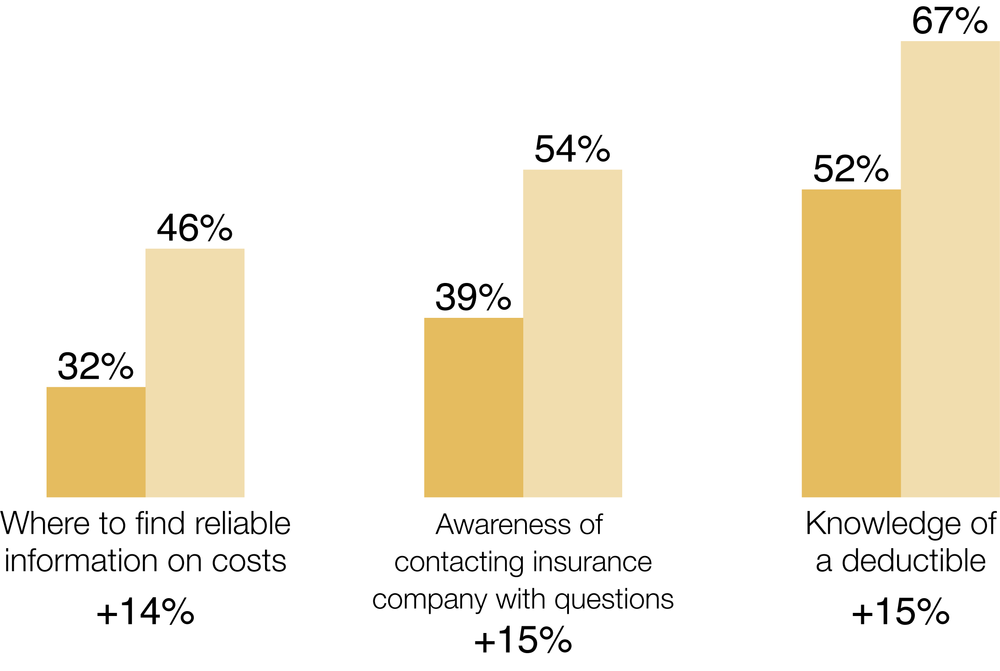 67%
54%
52%
46%
39%
32%
Where to find reliable
information on costs
+14%
Awareness of
contacting insurance
company with questions
+15%
Knowledge of
a deductible
+15%